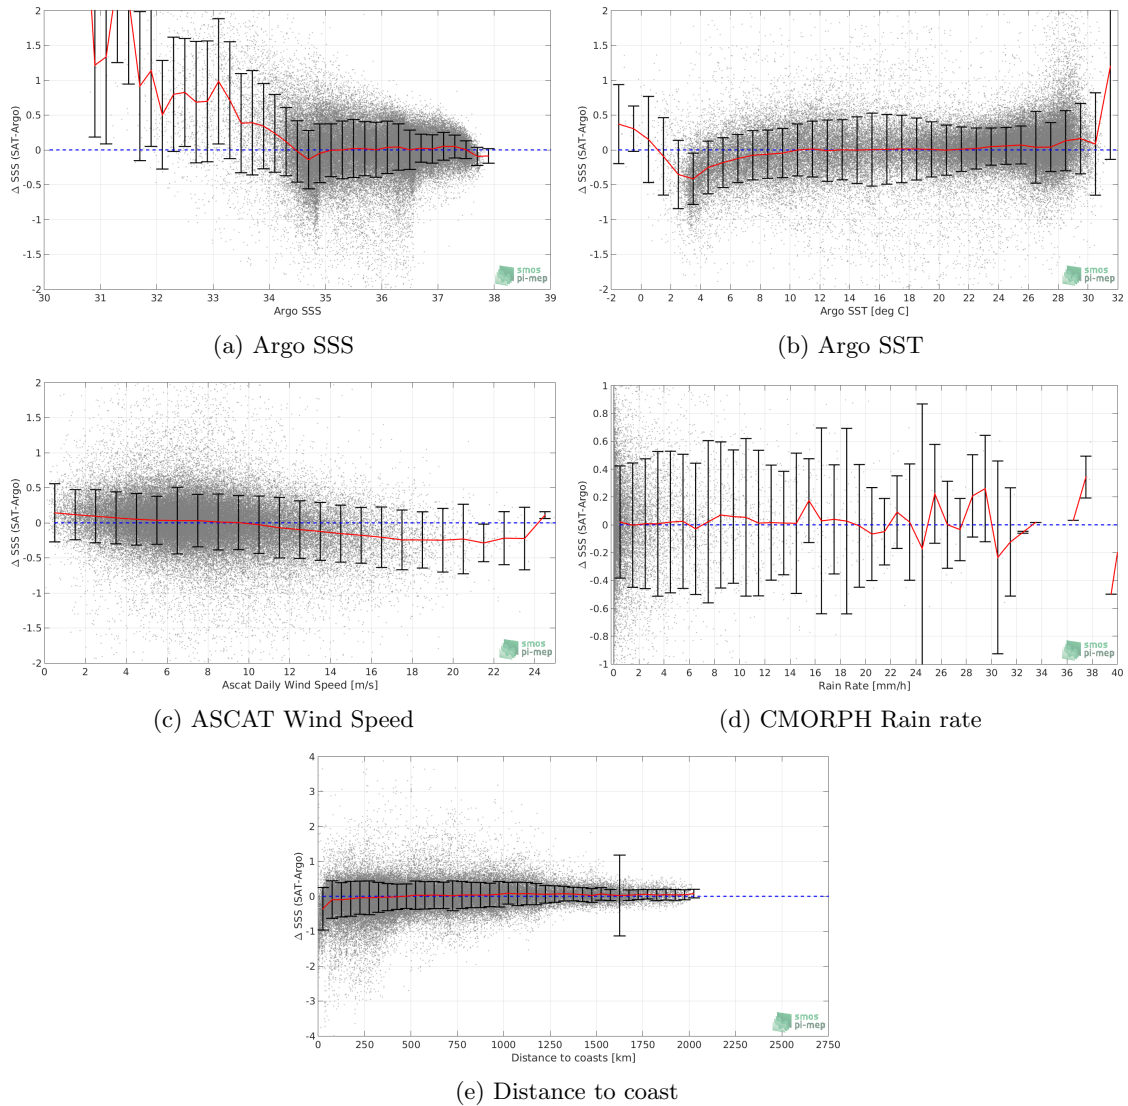 2
1.5
1
0.5
0
-0.5
-1
-1.5
-2
Δ SSS (SAT-Argo)
30 31 32 33 34 35 36 37 38 39
Argo SSS
smos
pi-mep
(a) Argo SSS
2
1.5
1
0.5
0
-0.5
-1
-1.5
-2
Δ SSS (SAT-Argo)
-2 0 2 4 6 8 10 12 14 16 18 20 22 24 26 28 30 32
Argo SST [deg C]
smos
pi-mep
(b) Argo SST
2
1.5
1
0.5
0
-0.5
-1
-1.5
-2
Δ SSS (SAT-Argo)
0 2 4 6 8 10 12 14 16 18 20 22 24
Ascat Daily Wind Speed [m/s]
smos
pi-mep
(c) ASCAT Wind Speed
1
0.8
0.6
0.4
0.2
0
-0.2
-0.4
-0.6
-0.8
-1
Δ SSS (SAT-Argo)
0 2 4 6 8 10 12 14 16 18 20 22 24 26 28 30 32 34 36 38 40
Rain Rate [mm/h]
smos
pi-mep
(d) CMORPH Rain rate
4
3
2
1
0
-1
-2
-3
-4
Δ SSS (SAT-Argo)
0 250 500 750 1000 1250 1500 1750 2000 2250 2500 2750
Distance to coasts [km]
smos
pi-mep
(e) Distance to coast